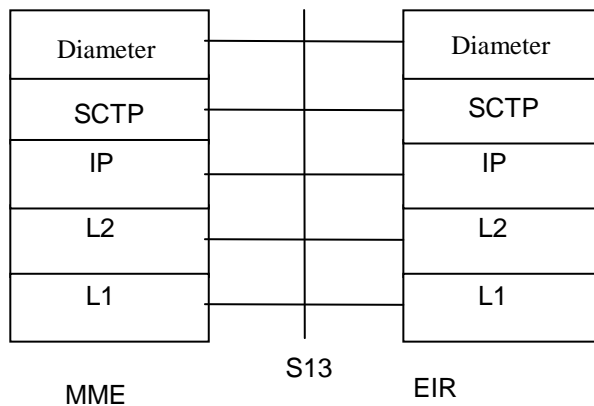 Diameter Diameter
SCTP SCTP
IP IP
L2 L2
L1 L1
S13
MME EIR